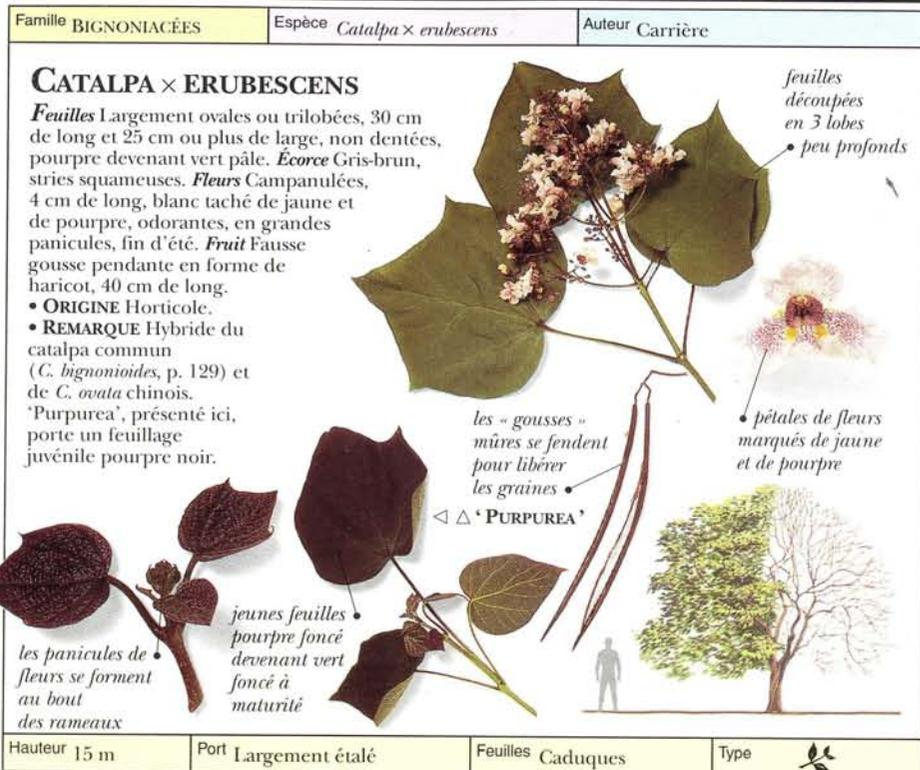 Famille BIGNONIACÉES
Espèce Catalpa × erubescens
Auteur Carrière
CATALPA × ERUBESCENS
Feuilles Largement ovales ou trilobées, 30 cm
de long et 25 cm ou plus de large, non dentées,
pourpre devenant vert pâle. Écorce Gris-brun,
stries squameuses. Fleurs Campanulées,
4 cm de long, blanc taché de jaune et
de pourpre, odorantes, en grandes
panicules, fin d'été. Fruit Fausse
gousse pendante en forme de
haricot, 40 cm de long.
• ORIGINE Horticole.
• REMARQUE Hybride du
catalpa commun
(C. bignonioides, p. 129) et
de C. ovata chinois.
'Purpurea', présenté ici,
porte un feuillage
juvénile pourpre noir.
feuilles
découpées
en 3 lobes
peu profonds
pétales de fleurs
marqués de jaune
et de pourpre
les « gousses »
mûres se fendent
pour libérer
les graines
◁ △ 'PURPUREA'
jeunes feuilles
pourpre foncé
devenant vert
foncé à
maturité
les panicules de
fleurs se forment
au bout
des rameaux
Hauteur 15 m
Port Largement étalé
Feuilles Caduques
Type